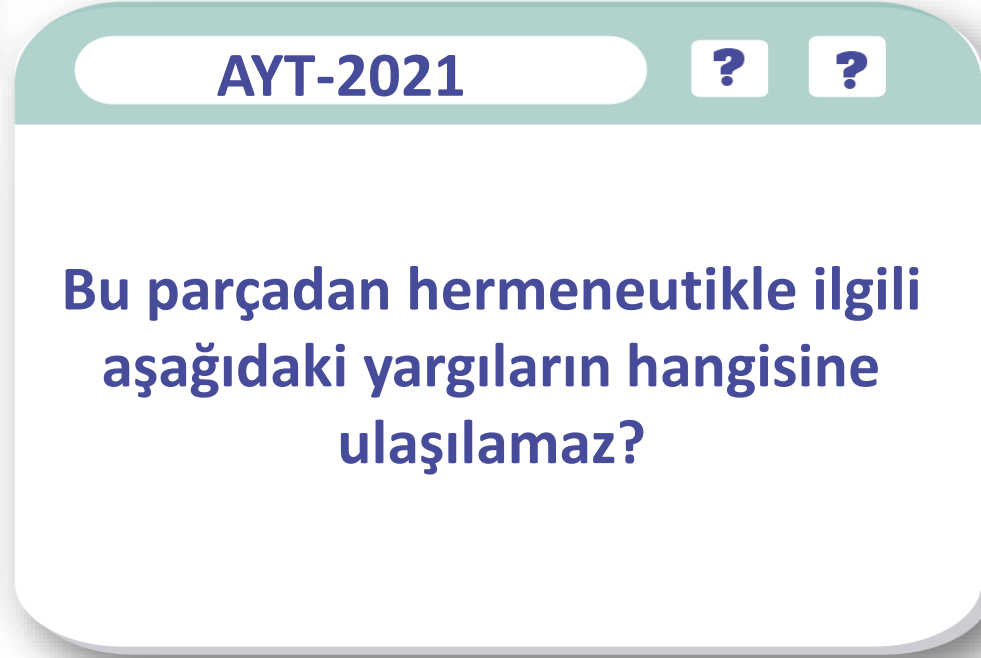 AYT-2021 ? ?
Bu parçadan hermeneutikle ilgili
aşağıdaki yargıların hangisine
ulaşılamaz?